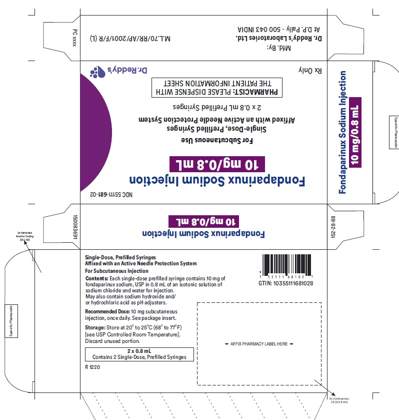 PC xxxx
M.L.70/RR/AP/2001/F/R (L)
Mfd. By:
Dr. Reddy's Laboratories Ltd.
At D.P. Pally - 500 043 INDIA
Dr.Reddy's
Rx Only
PHARMACIST: PLEASE DISPENSE WITH
THE PATIENT INFORMATION SHEET
2 x 0.8 mL Prefilled Syringes
Affixed with an Active Needle Protection System
Single-Dose, Prefilled Syringes
For Subcutaneous Use
10 mg/0.8 mL
Fondaparinux Sodium Injection
NDC 55111-681-02
Fondaparinux Sodium Injection
10 mg/0.8 mL
10 mg/0.8 mL
Fondaparinux Sodium Injection
Single-Dose, Prefilled Syringes
Affixed with an Active Needle Protection System
For Subcutaneous Injection
Contents: Each single-dose prefilled syringe contains 10 mg of
fondaparinux sodium, USP in 0.8 mL of an isotonic solution of
sodium chloride and water for injection.
May also contain sodium hydroxide and/
or hydrochloric acid as pH adjusters.
Recommended Dose: 10 mg subcutaneous
injection, once daily. See package insert.
Storage: Store at 20° to 25°C (68° to 77°F)
[see USP Controlled Room Temperature].
Discard unused portion.
2 x 0.8 mL
Contains 2 Single-Dose, Prefilled Syringes
AFFIX PHARMACY LABEL HERE